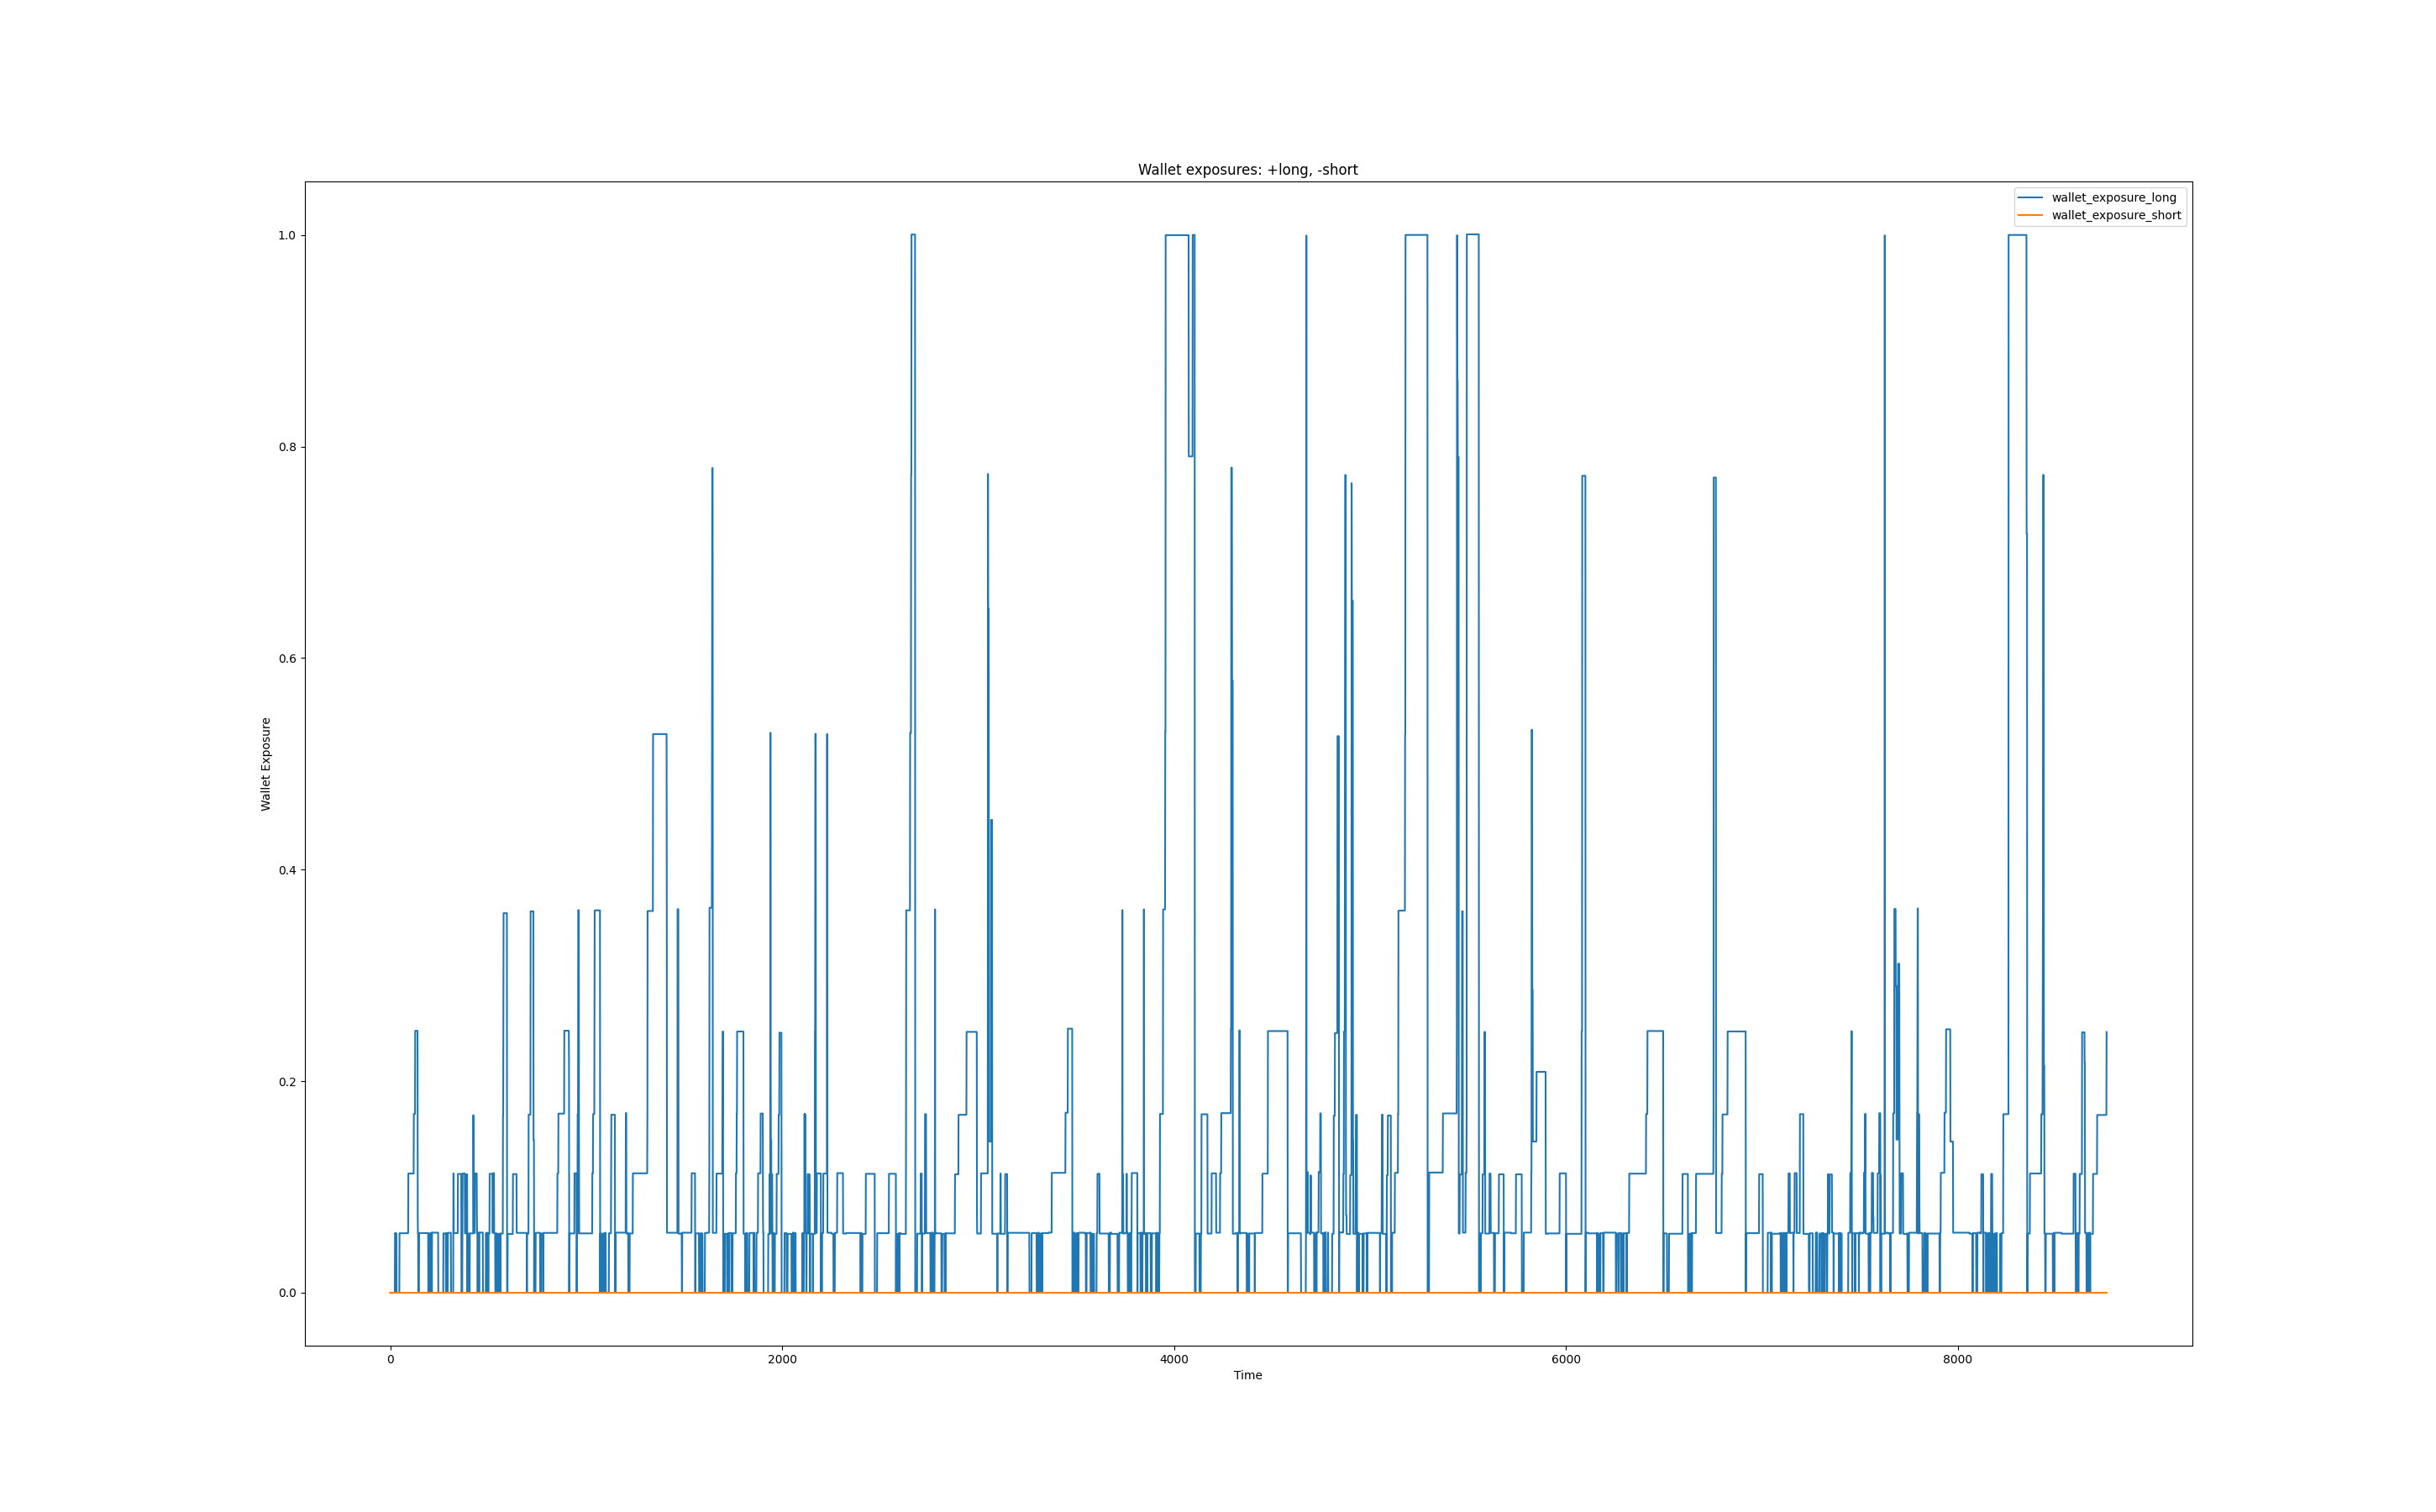 Wallet exposures: +long, -short
wallet_exposure_long
wallet_exposure_short
1.0
0.8
0.6
0.4
0.2
0.0
Wallet Exposure
0 2000 4000 6000 8000
Time